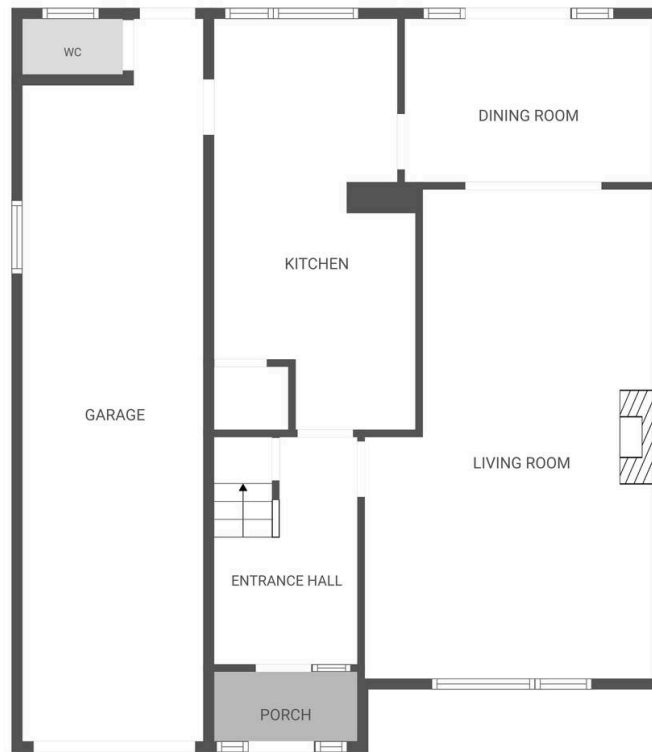 WC
DINING ROOM
KITCHEN
GARAGE
LIVING ROOM
ENTRANCE HALL
PORCH